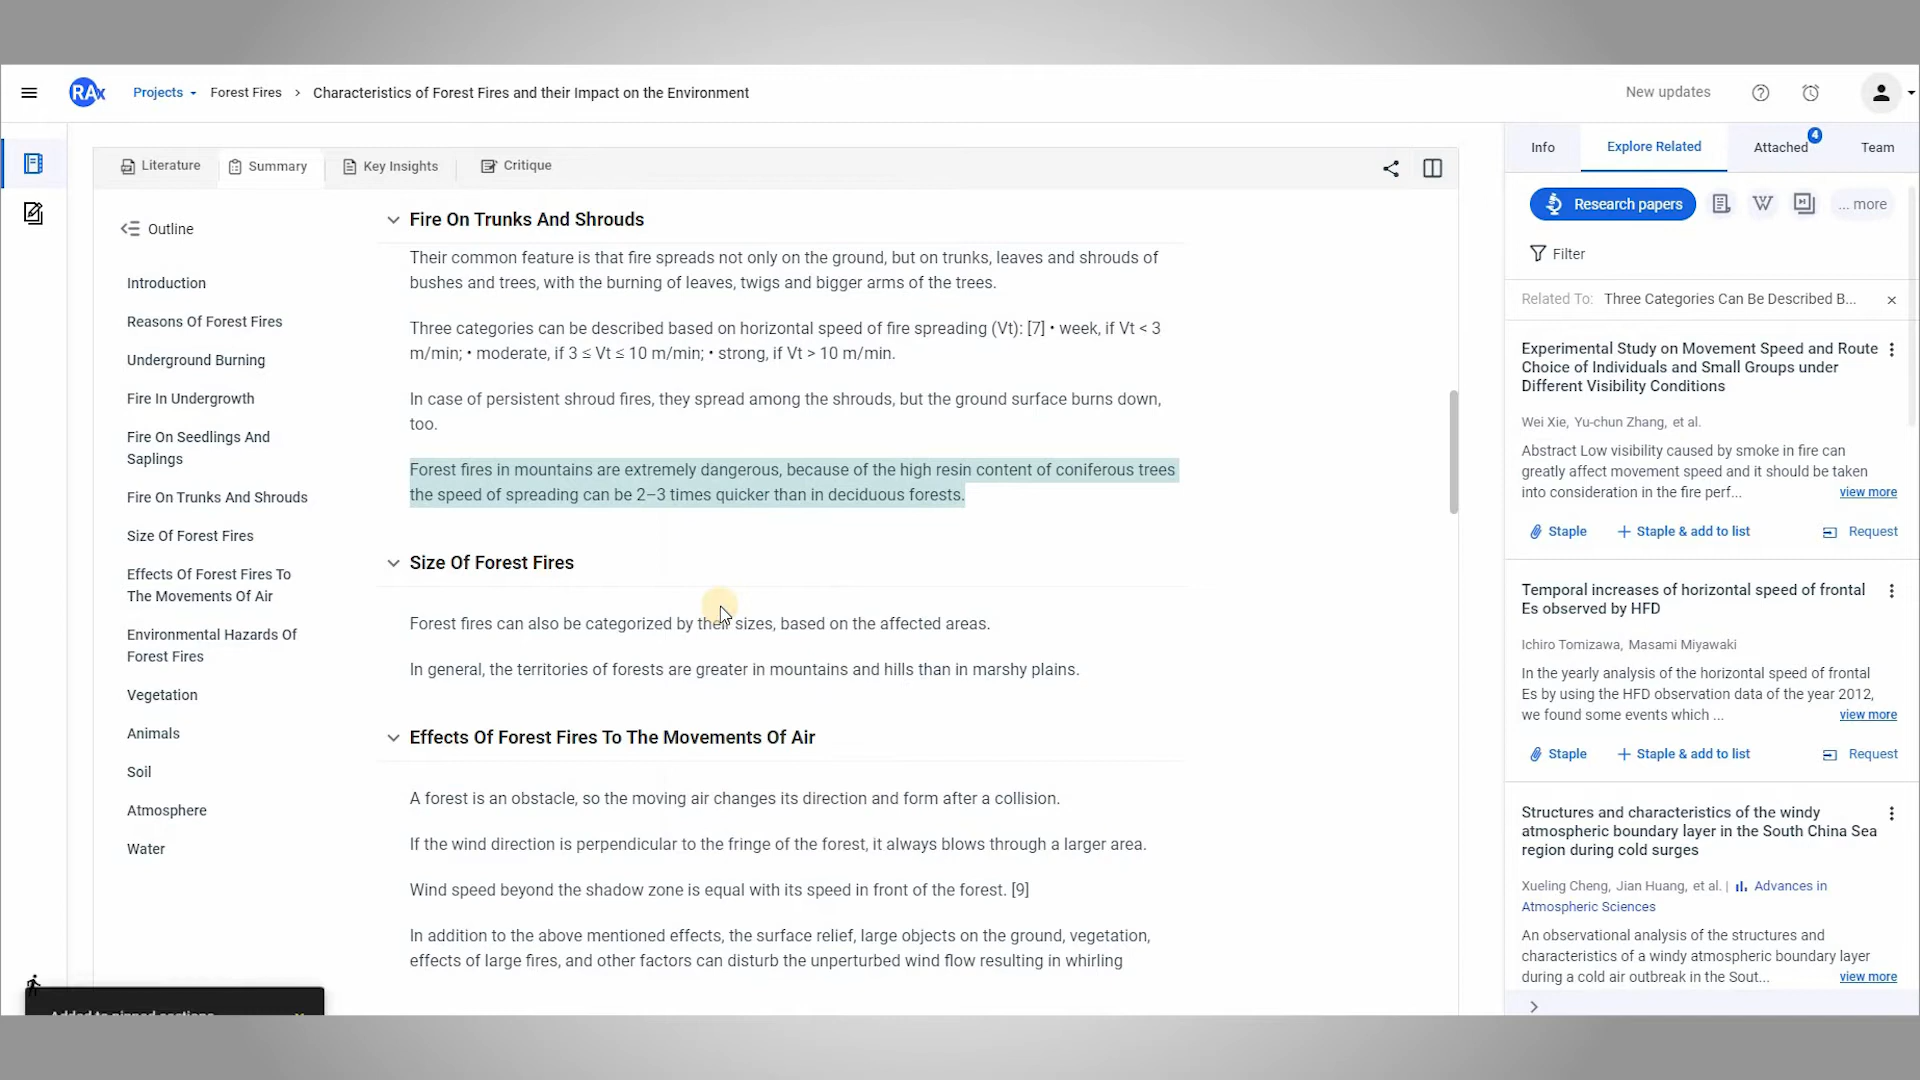 RAx
Projects
Forest Fires
>
Characteristics of Forest Fires and their Impact on the Environment
New updates
Literature
Summary
Key Insights
Critique
Outline
Introduction
Reasons Of Forest Fires
Underground Burning
Fire In Undergrowth
Fire On Seedlings And
Saplings
Fire On Trunks And Shrouds
Size Of Forest Fires
Effects Of Forest Fires To
The Movements Of Air
Environmental Hazards Of
Forest Fires
Vegetation
Animals
Soil
Atmosphere
Water
Fire On Trunks And Shrouds
Their common feature is that fire spreads not only on the ground, but on trunks, leaves and shrouds of
bushes and trees, with the burning of leaves, twigs and bigger arms of the trees.
Three categories can be described based on horizontal speed of fire spreading (Vt): [7] • week, if Vt < 3
m/min; • moderate, if 3 ≤ Vt ≤ 10 m/min; • strong, if Vt > 10 m/min.
In case of persistent shroud fires, they spread among the shrouds, but the ground surface burns down,
too.
Forest fires in mountains are extremely dangerous, because of the high resin content of coniferous trees
the speed of spreading can be 2–3 times quicker than in deciduous forests.
Size Of Forest Fires
Forest fires can also be categorized by their sizes, based on the affected areas.
In general, the territories of forests are greater in mountains and hills than in marshy plains.
Effects Of Forest Fires To The Movements Of Air
A forest is an obstacle, so the moving air changes its direction and form after a collision.
If the wind direction is perpendicular to the fringe of the forest, it always blows through a larger area.
Wind speed beyond the shadow zone is equal with its speed in front of the forest. [9]
In addition to the above mentioned effects, the surface relief, large objects on the ground, vegetation,
effects of large fires, and other factors can disturb the unperturbed wind flow resulting in whirling
Added to pinned sections
Info
Explore Related
Attached
4
Team
Research papers
W
... more
Filter
Related To: Three Categories Can Be Described B...
Experimental Study on Movement Speed and Route
Choice of Individuals and Small Groups under
Different Visibility Conditions
Wei Xie, Yu-chun Zhang, et al.
Abstract Low visibility caused by smoke in fire can
greatly affect movement speed and it should be taken
into consideration in the fire perf... view more
Staple
+ Staple & add to list
Request
Temporal increases of horizontal speed of frontal
Es observed by HFD
Ichiro Tomizawa, Masami Miyawaki
In the yearly analysis of the horizontal speed of frontal
Es by using the HFD observation data of the year 2012,
we found some events which ... view more
Staple
+ Staple & add to list
Request
Structures and characteristics of the windy
atmospheric boundary layer in the South China Sea
region during cold surges
Xueling Cheng, Jian Huang, et al. | Advances in
Atmospheric Sciences
An observational analysis of the structures and
characteristics of a windy atmospheric boundary layer
during a cold air outbreak in the Sout... view more